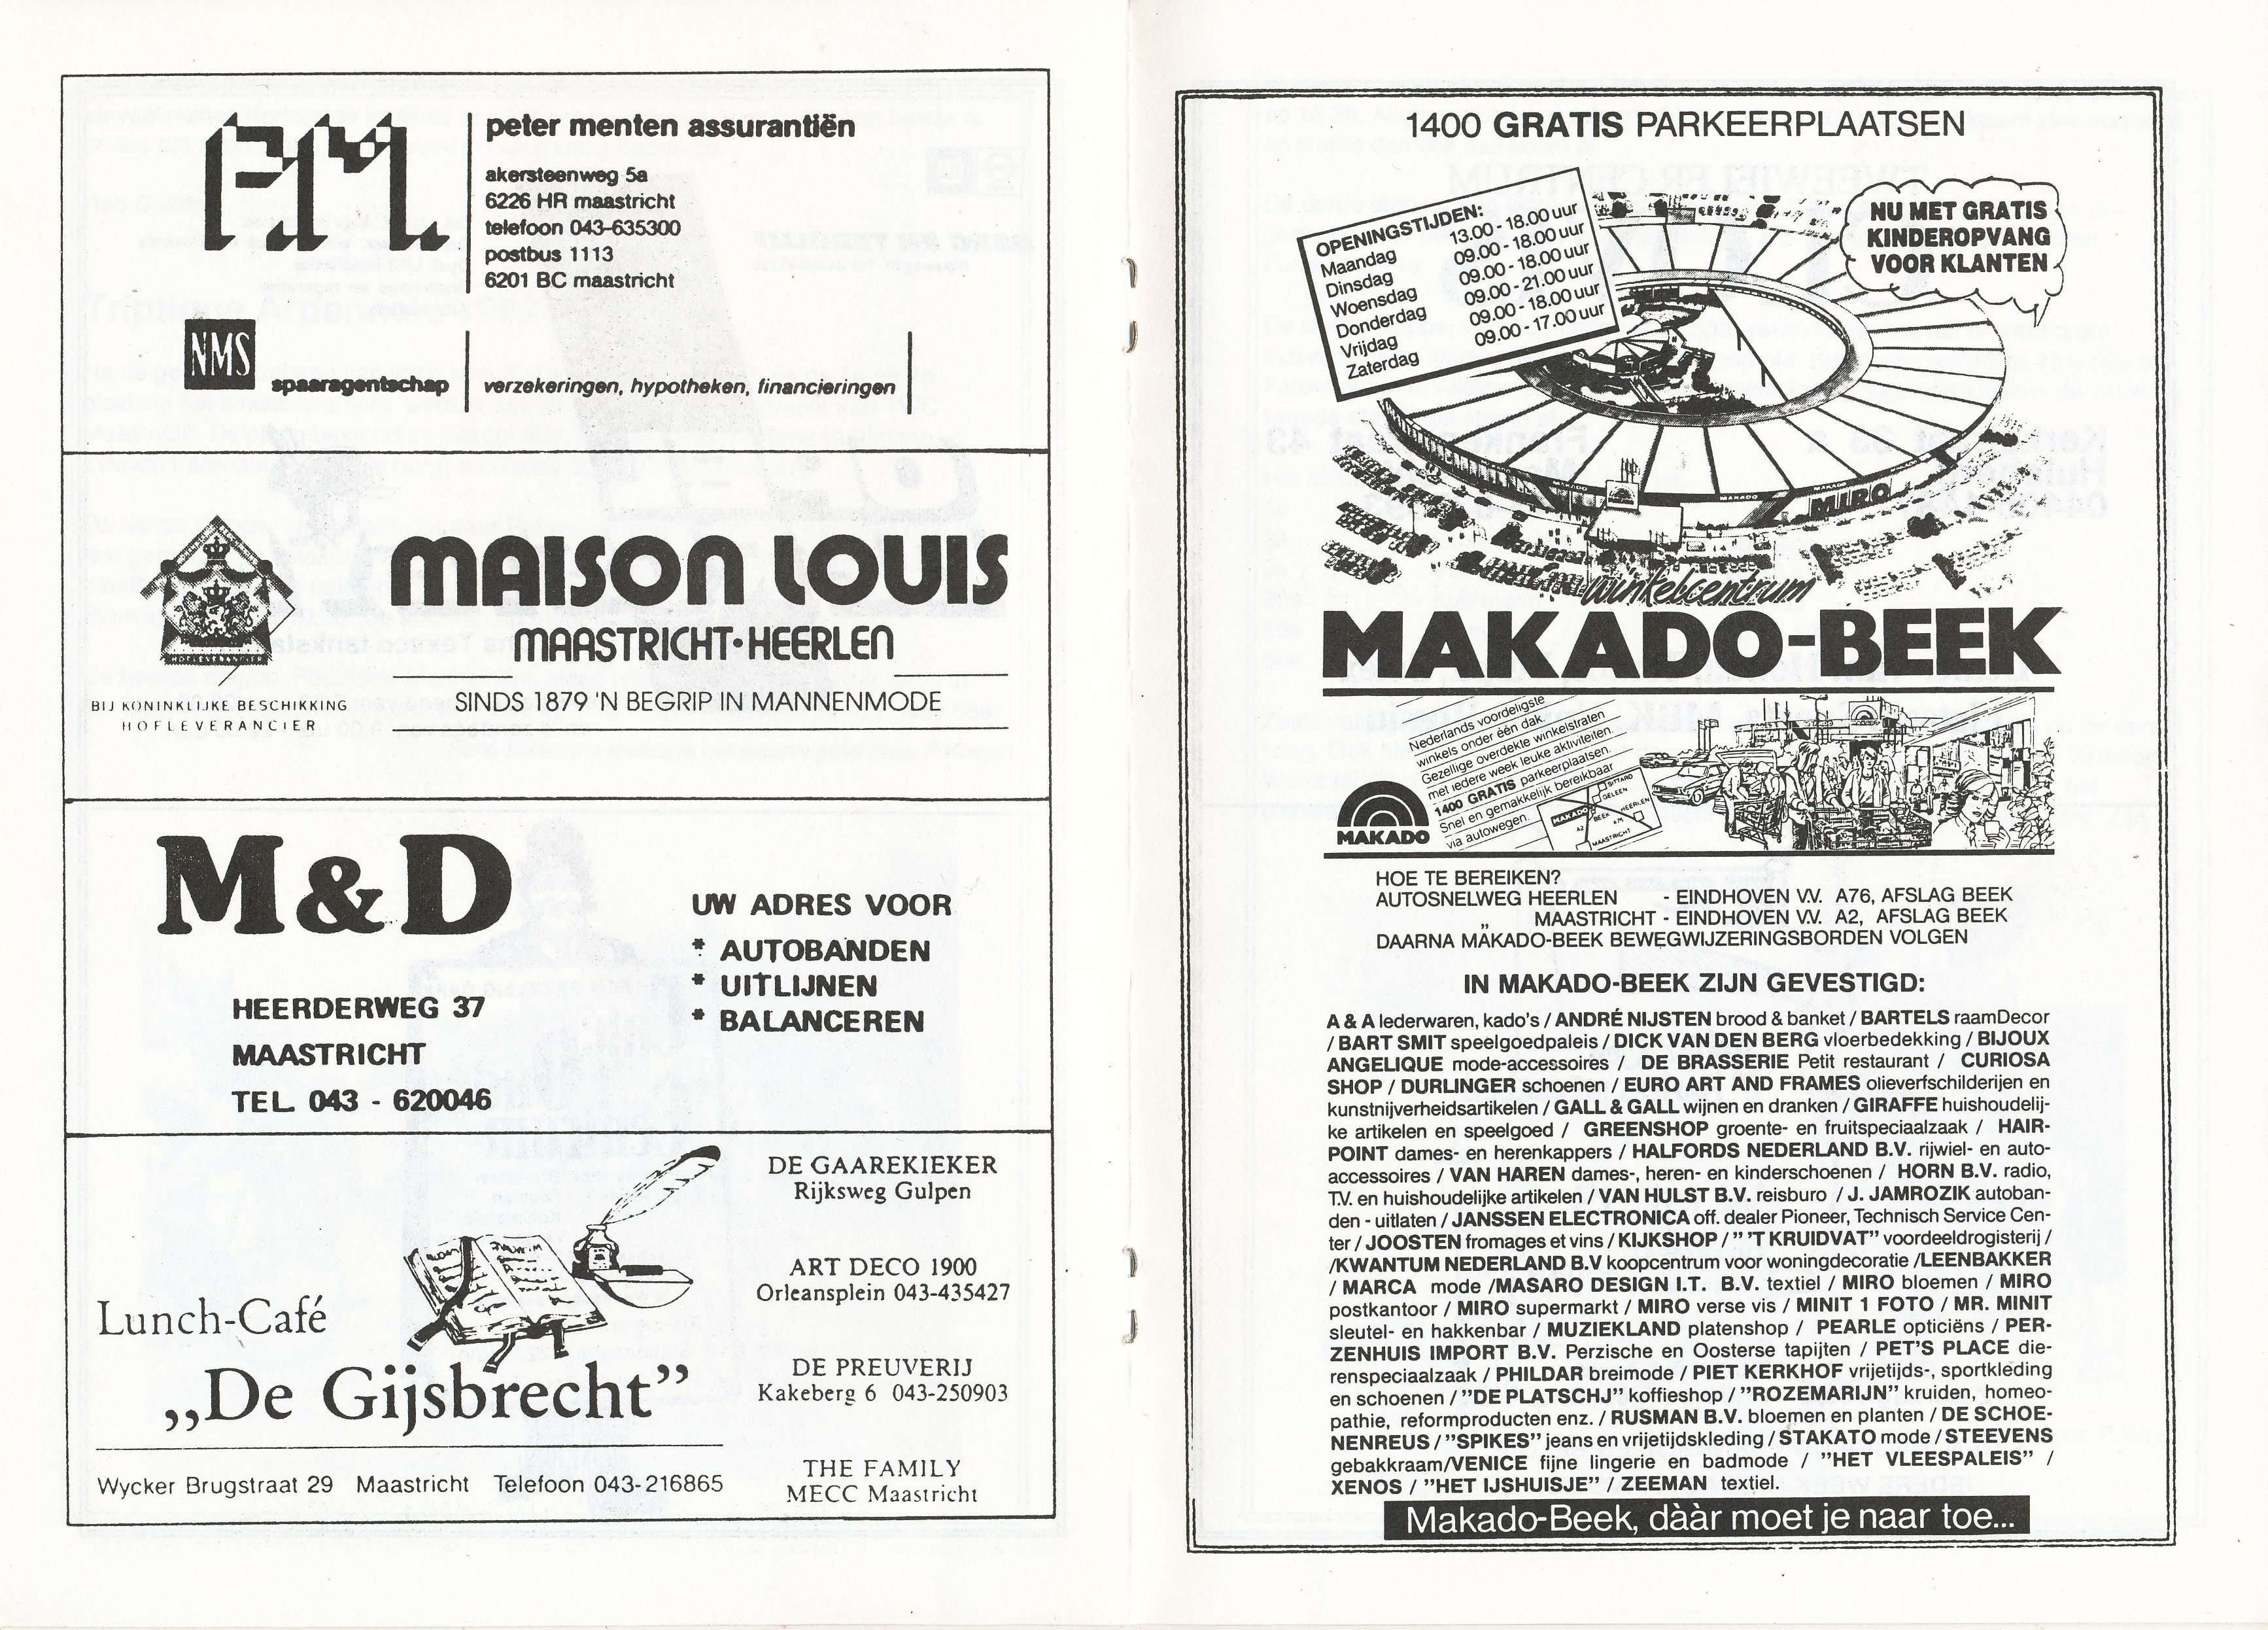 PM
peter menten assurantiën
akersteenweg 5a
6226 HR maastricht
telefoon 043-635300
postbus 1113
6201 BC maastricht
NMS
spaaragentschap
verzekeringen, hypotheken, financieringen
MAISON LOUIS
MAASTRICHT·HEERLEN
SINDS 1879 'N BEGRIP IN MANNENMODE
HOFLEVERANCIER
BIJ KONINKLIJKE BESCHIKKING
HOFLEVERANCIER
M&D
HEERDERWEG 37
MAASTRICHT
TEL. 043 - 620046
UW ADRES VOOR
* AUTOBANDEN
* UITLIJNEN
* BALANCEREN
Lunch-Café
„De Gijsbrecht”
Wycker Brugstraat 29 Maastricht Telefoon 043-216865
DE GAAREKIEKER
Rijksweg Gulpen
ART DECO 1900
Orleansplein 043-435427
DE PREUVERIJ
Kakeberg 6 043-250903
THE FAMILY
MECC Maastricht
1400 GRATIS PARKEERPLAATSEN
OPENINGSTIJDEN:
Maandag 13.00 - 18.00 uur
Dinsdag 09.00 - 18.00 uur
Woensdag 09.00 - 18.00 uur
Donderdag 09.00 - 21.00 uur
Vrijdag 09.00 - 18.00 uur
Zaterdag 09.00 - 17.00 uur
NU MET GRATIS
KINDEROPVANG
VOOR KLANTEN
MAKADO
MAKADO
MIRO
winkelcentrum
MAKADO-BEEK
Nederlands voordeligste
winkels onder één dak.
Gezellige overdekte winkelstralen
met iedere week leuke aktiviteiten.
1400 GRATIS parkeerplaatsen.
Snel en gemakkelijk bereikbaar
via autowegen.
MAKADO
SITTARD
GELEEN
HEERLEN
MAKADO
BEEK
A2
A76
MAASTRICHT
HOE TE BEREIKEN?
AUTOSNELWEG HEERLEN - EINDHOVEN V.V. A76, AFSLAG BEEK
„ MAASTRICHT - EINDHOVEN V.V. A2, AFSLAG BEEK
DAARNA MAKADO-BEEK BEWEGWIJZERINGSBORDEN VOLGEN
IN MAKADO-BEEK ZIJN GEVESTIGD:
A & A lederwaren, kado's / ANDRÉ NIJSTEN brood & banket / BARTELS raamDecor
/ BART SMIT speelgoedpaleis / DICK VAN DEN BERG vloerbedekking / BIJOUX
ANGELIQUE mode-accessoires / DE BRASSERIE Petit restaurant / CURIOSA
SHOP / DURLINGER schoenen / EURO ART AND FRAMES olieverfschilderijen en
kunstnijverheidsartikelen / GALL & GALL wijnen en dranken / GIRAFFE huishoudelij-
ke artikelen en speelgoed / GREENSHOP groente- en fruitspeciaalzaak / HAIR-
POINT dames- en herenkappers / HALFORDS NEDERLAND B.V. rijwiel- en auto-
accessoires / VAN HAREN dames-, heren- en kinderschoenen / HORN B.V. radio,
T.V. en huishoudelijke artikelen / VAN HULST B.V. reisburo / J. JAMROZIK autoban-
den - uitlaten / JANSSEN ELECTRONICA off. dealer Pioneer, Technisch Service Cen-
ter / JOOSTEN fromages et vins / KIJKSHOP / ” 'T KRUIDVAT” voordeeldrogisterij /
/KWANTUM NEDERLAND B.V koopcentrum voor woningdecoratie /LEENBAKKER
/ MARCA mode /MASARO DESIGN I.T. B.V. textiel / MIRO bloemen / MIRO
postkantoor / MIRO supermarkt / MIRO verse vis / MINIT 1 FOTO / MR. MINIT
sleutel- en hakkenbar / MUZIEKLAND platenshop / PEARLE opticiëns / PER-
ZENHUIS IMPORT B.V. Perzische en Oosterse tapijten / PET'S PLACE die-
renspeciaalzaak / PHILDAR breimode / PIET KERKHOF vrijetijds-, sportkleding
en schoenen / ”DE PLATSCHJ” koffieshop / ”ROZEMARIJN” kruiden, homeo-
pathie, reformproducten enz. / RUSMAN B.V. bloemen en planten / DE SCHOE-
NENREUS / ”SPIKES” jeans en vrijetijdskleding / STAKATO mode / STEEVENS
gebakkraam/VENICE fijne lingerie en badmode / ”HET VLEESPALEIS” /
XENOS / ”HET IJSHUISJE” / ZEEMAN textiel.
Makado-Beek, dààr moet je naar toe...